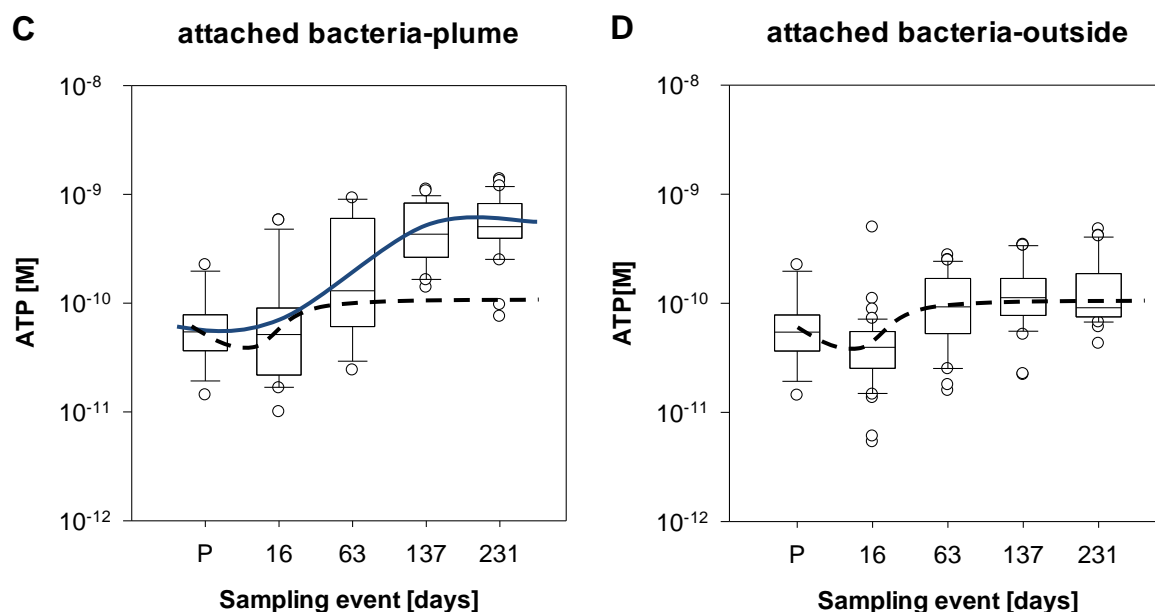 C attached bacteria-plume
10⁻⁸
10⁻⁹
10⁻¹⁰
10⁻¹¹
10⁻¹²
ATP [M]
P 16 63 137 231
Sampling event [days]
D attached bacteria-outside
10⁻⁸
10⁻⁹
10⁻¹⁰
10⁻¹¹
10⁻¹²
ATP[M]
P 16 63 137 231
Sampling event [days]